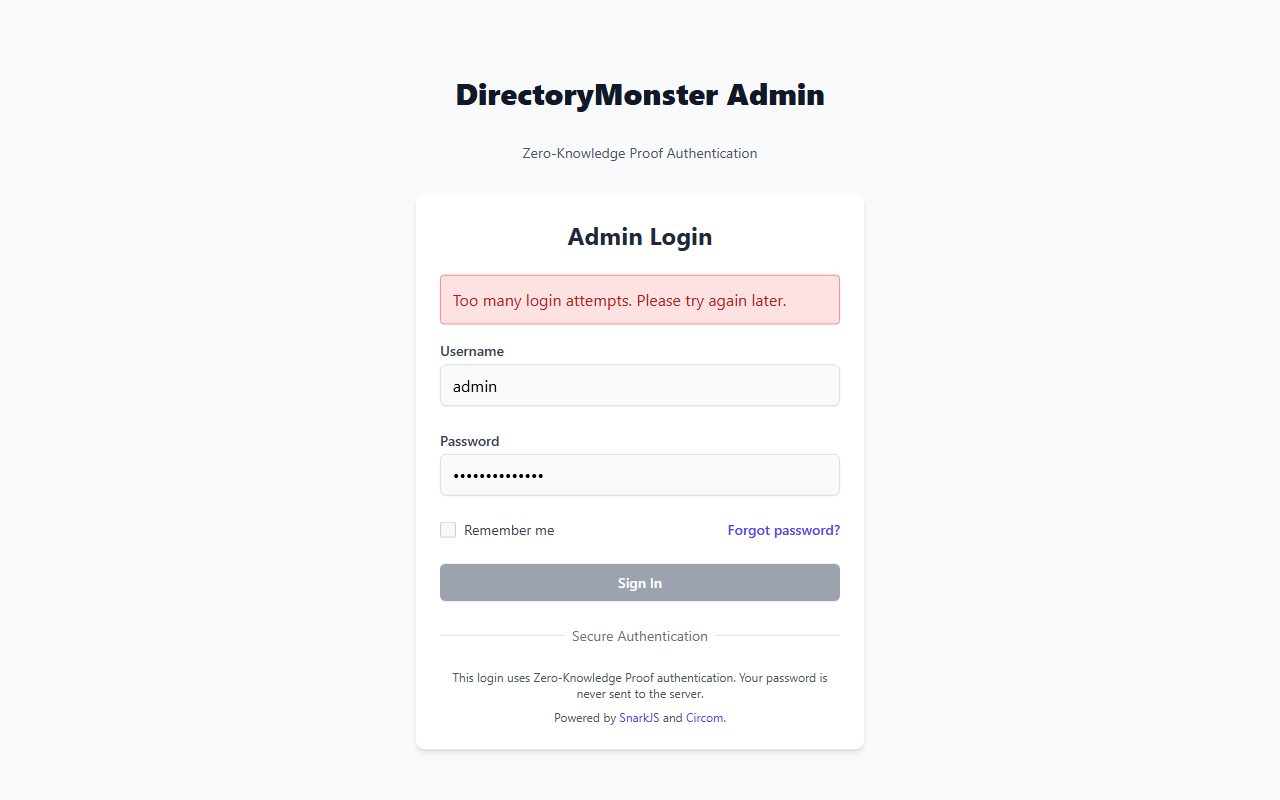 DirectoryMonster Admin
Zero-Knowledge Proof Authentication
Admin Login
Too many login attempts. Please try again later.
Username
admin
Password
••••••••••••••
Remember me
Forgot password?
Sign In
Secure Authentication
This login uses Zero-Knowledge Proof authentication. Your password is
never sent to the server.
Powered by SnarkJS and Circom.